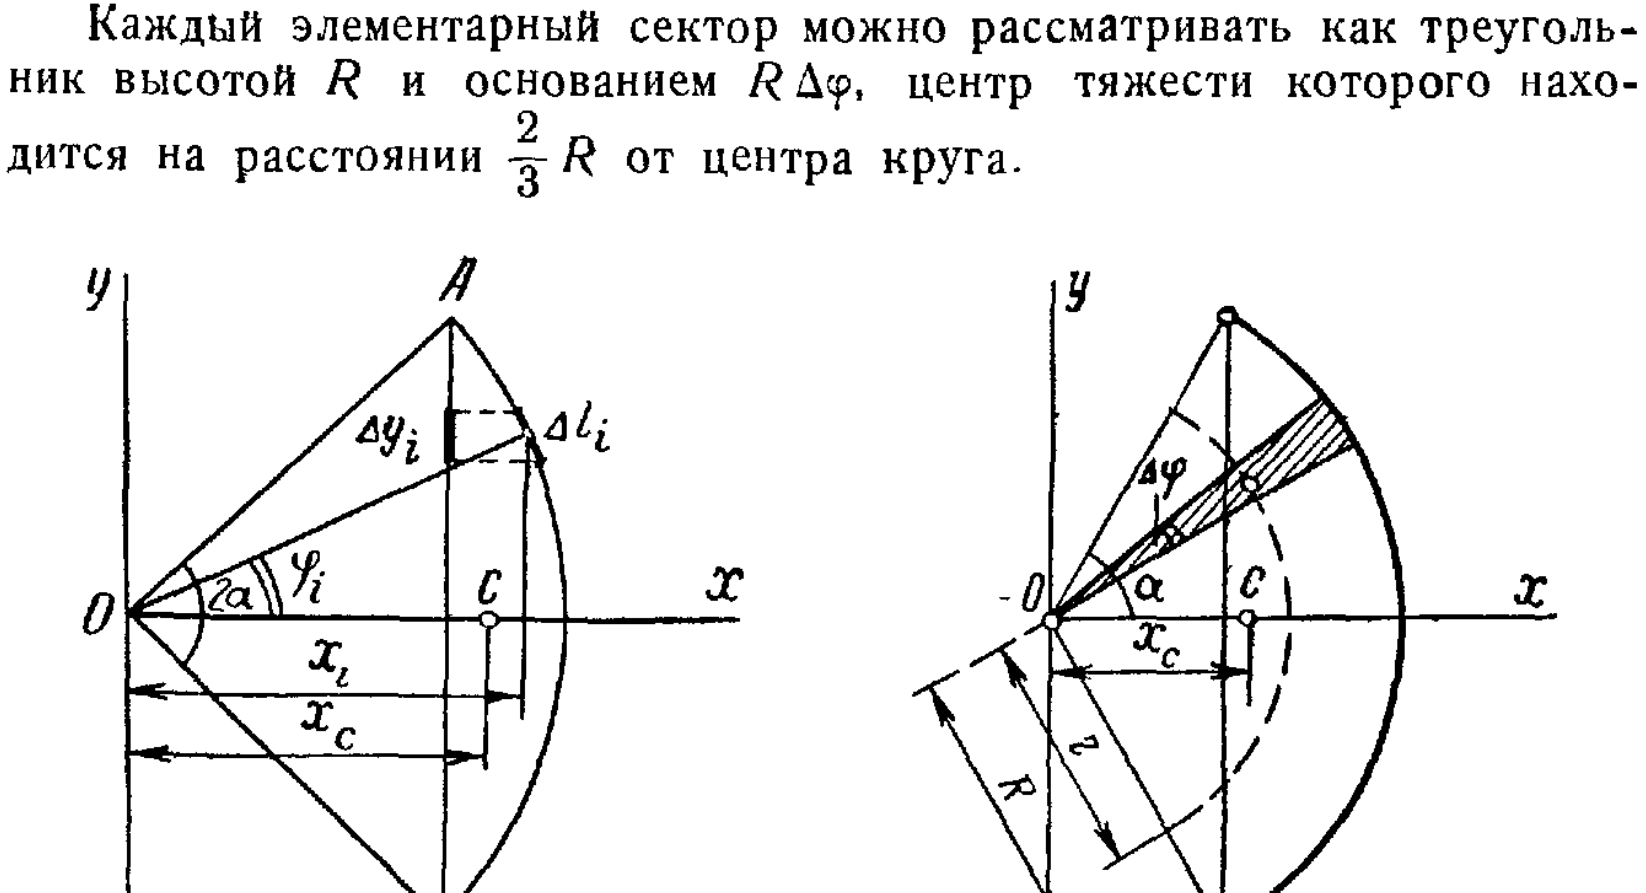 Каждый элементарный сектор можно рассматривать как треуголь-
ник высотой R и основанием R Δφ, центр тяжести которого нахо-
дится на расстоянии 2/3 R от центра круга.
y A
Δy_i Δl_i
φ_i
2α
O C x
x_i
x_c
y
Δφ
O α C x
x_c
r
R